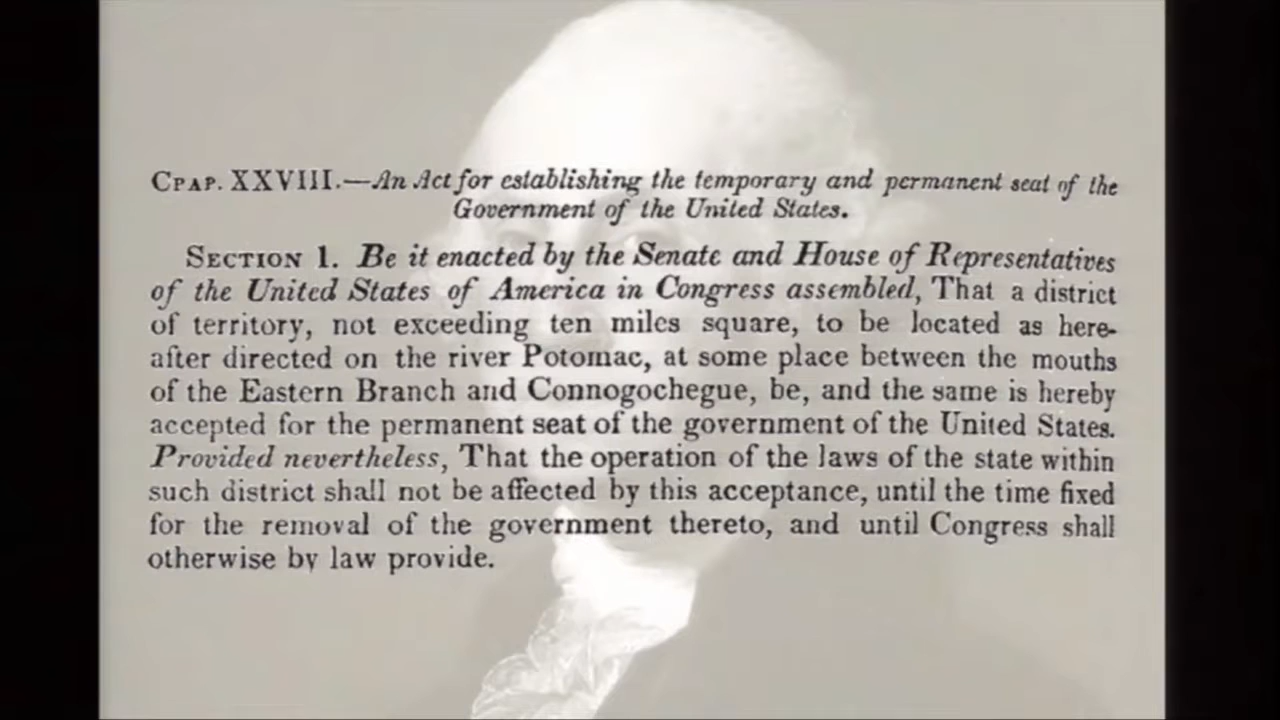 CPAP. XXVIII.—An Act for establishing the temporary and permanent seat of the
Government of the United States.
SECTION 1. Be it enacted by the Senate and House of Representatives
of the United States of America in Congress assembled, That a district
of territory, not exceeding ten miles square, to be located as here-
after directed on the river Potomac, at some place between the mouths
of the Eastern Branch and Connogochegue, be, and the same is hereby
accepted for the permanent seat of the government of the United States.
Provided nevertheless, That the operation of the laws of the state within
such district shall not be affected by this acceptance, until the time fixed
for the removal of the government thereto, and until Congress shall
otherwise by law provide.